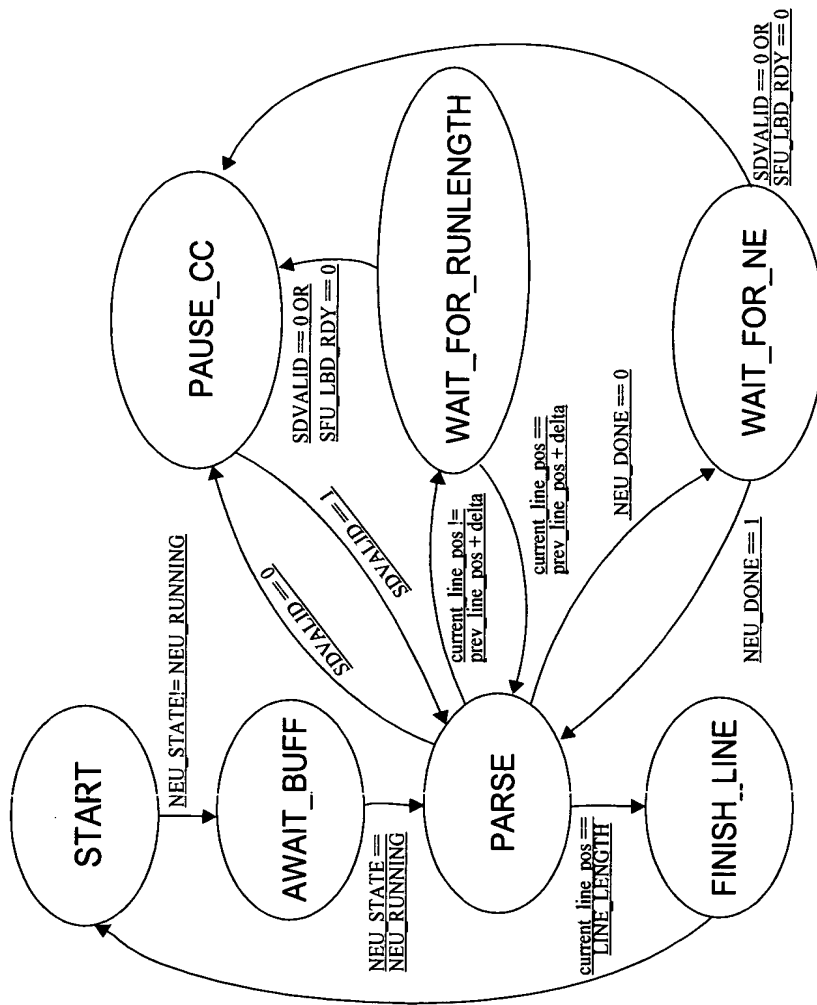 START
NEU_STATE!= NEU_RUNNING
AWAIT_BUFF
NEU_STATE ==
NEU_RUNNING
PARSE
current_line_pos ==
LINE_LENGTH
FINISH_LINE
SDVALID == 0
SDVALID == 1
PAUSE_CC
SDVALID == 0 OR
SFU_LBD_RDY == 0
current_line_pos !=
prev_line_pos + delta
WAIT_FOR_RUNLENGTH
current_line_pos ==
prev_line_pos + delta
NEU_DONE == 0
NEU_DONE == 1
WAIT_FOR_NE
SDVALID == 0 OR
SFU_LBD_RDY == 0